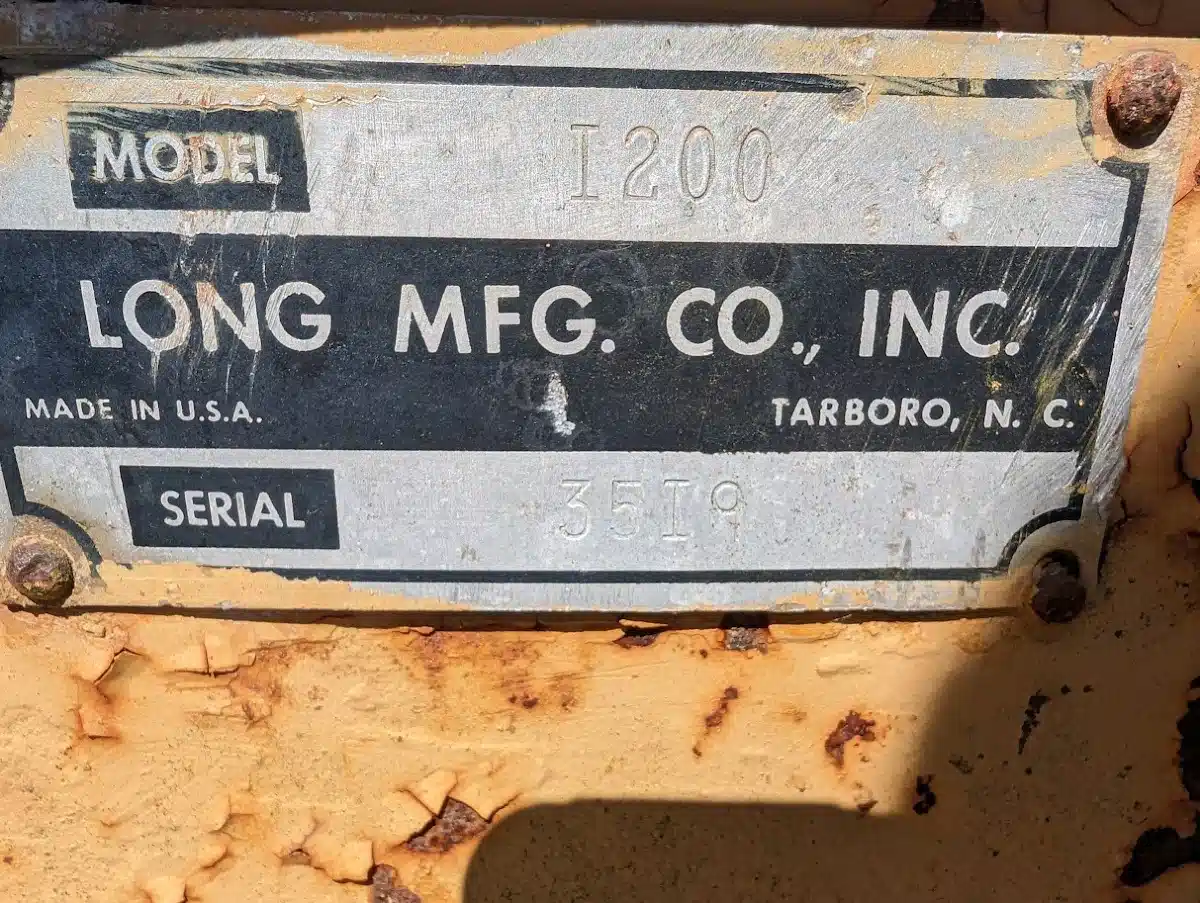 MODEL I200
LONG MFG. CO., INC.
MADE IN U.S.A. TARBORO, N. C.
SERIAL 35I9